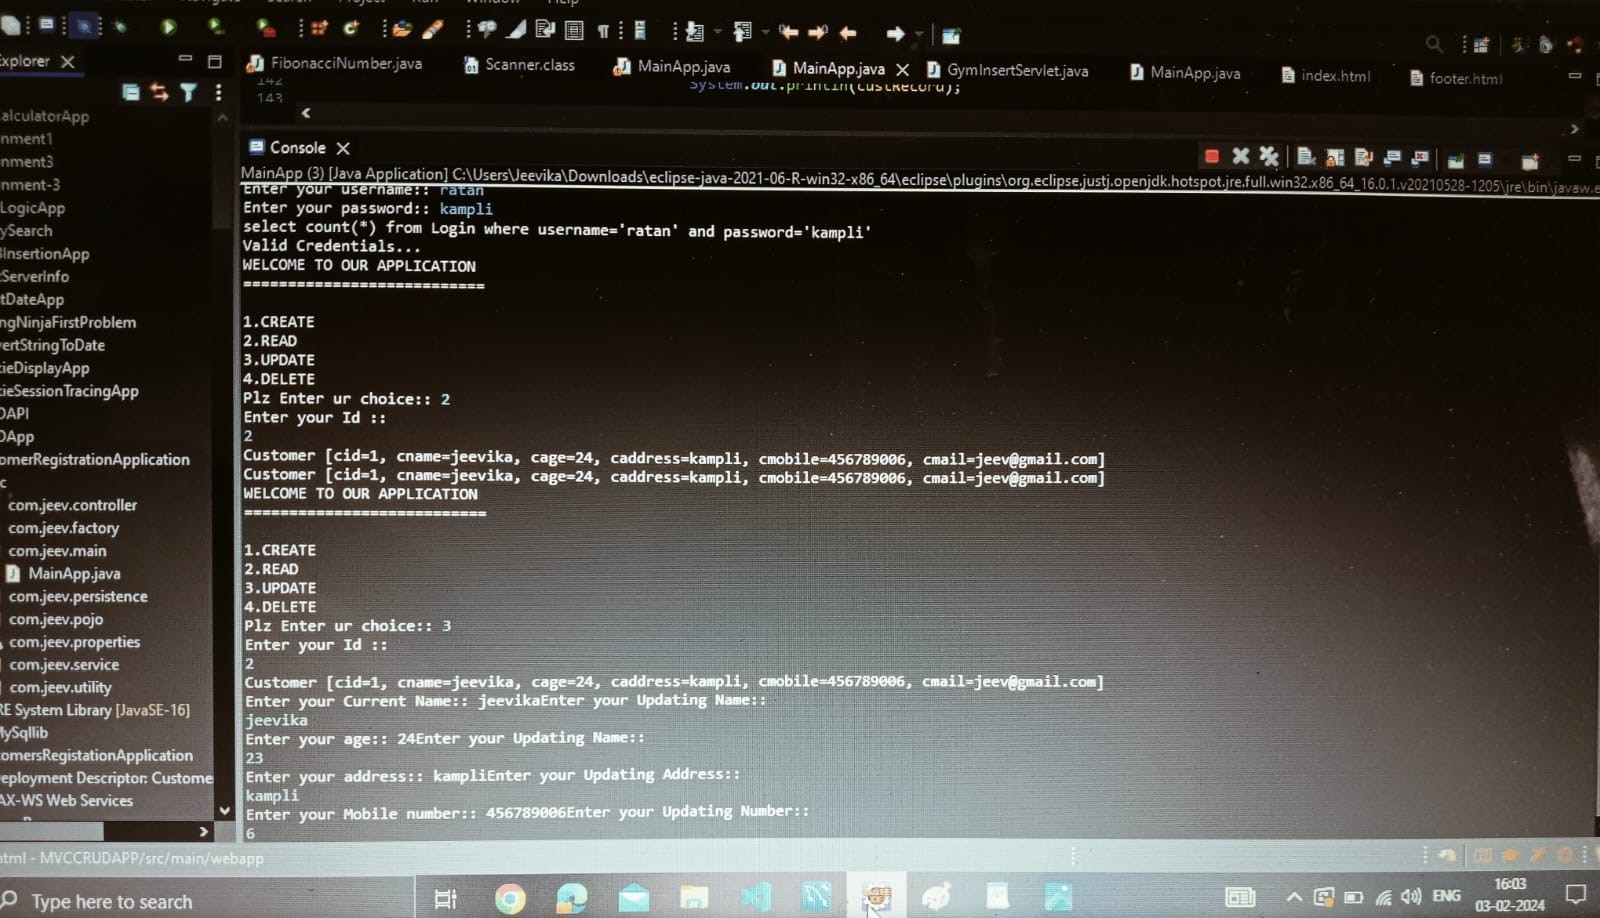 Explorer
FibonacciNumber.java
Scanner.class
MainApp.java
MainApp.java
GymInsertServlet.java
MainApp.java
index.html
footer.html
142
143
System.out.println(custRecord);
alculatorApp
nment1
nment3
nment-3
LogicApp
ySearch
BInsertionApp
tServerInfo
tDateApp
ngNinjaFirstProblem
vertStringToDate
kieDisplayApp
kieSessionTracingApp
DAPI
DApp
omerRegistrationApplication
c
com.jeev.controller
com.jeev.factory
com.jeev.main
MainApp.java
com.jeev.persistence
com.jeev.pojo
com.jeev.properties
com.jeev.service
com.jeev.utility
RE System Library [JavaSE-16]
MySqllib
omersRegistationApplication
eployment Descriptor: Custome
AX-WS Web Services
Console
MainApp (3) [Java Application] C:\Users\Jeevika\Downloads\eclipse-java-2021-06-R-win32-x86_64\eclipse\plugins\org.eclipse.justj.openjdk.hotspot.jre.full.win32.x86_64_16.0.1.v20210528-1205\jre\bin\javaw.e
Enter your username:: ratan
Enter your password:: kampli
select count(*) from Login where username='ratan' and password='kampli'
Valid Credentials...
WELCOME TO OUR APPLICATION
===========================
1.CREATE
2.READ
3.UPDATE
4.DELETE
Plz Enter ur choice:: 2
Enter your Id ::
2
Customer [cid=1, cname=jeevika, cage=24, caddress=kampli, cmobile=456789006, cmail=jeev@gmail.com]
Customer [cid=1, cname=jeevika, cage=24, caddress=kampli, cmobile=456789006, cmail=jeev@gmail.com]
WELCOME TO OUR APPLICATION
===========================
1.CREATE
2.READ
3.UPDATE
4.DELETE
Plz Enter ur choice:: 3
Enter your Id ::
2
Customer [cid=1, cname=jeevika, cage=24, caddress=kampli, cmobile=456789006, cmail=jeev@gmail.com]
Enter your Current Name:: jeevikaEnter your Updating Name::
jeevika
Enter your age:: 24Enter your Updating Name::
23
Enter your address:: kampliEnter your Updating Address::
kampli
Enter your Mobile number:: 456789006Enter your Updating Number::
6
html - MVCCRUDAPP/src/main/webapp
Type here to search
ENG
16:03
03-02-2024